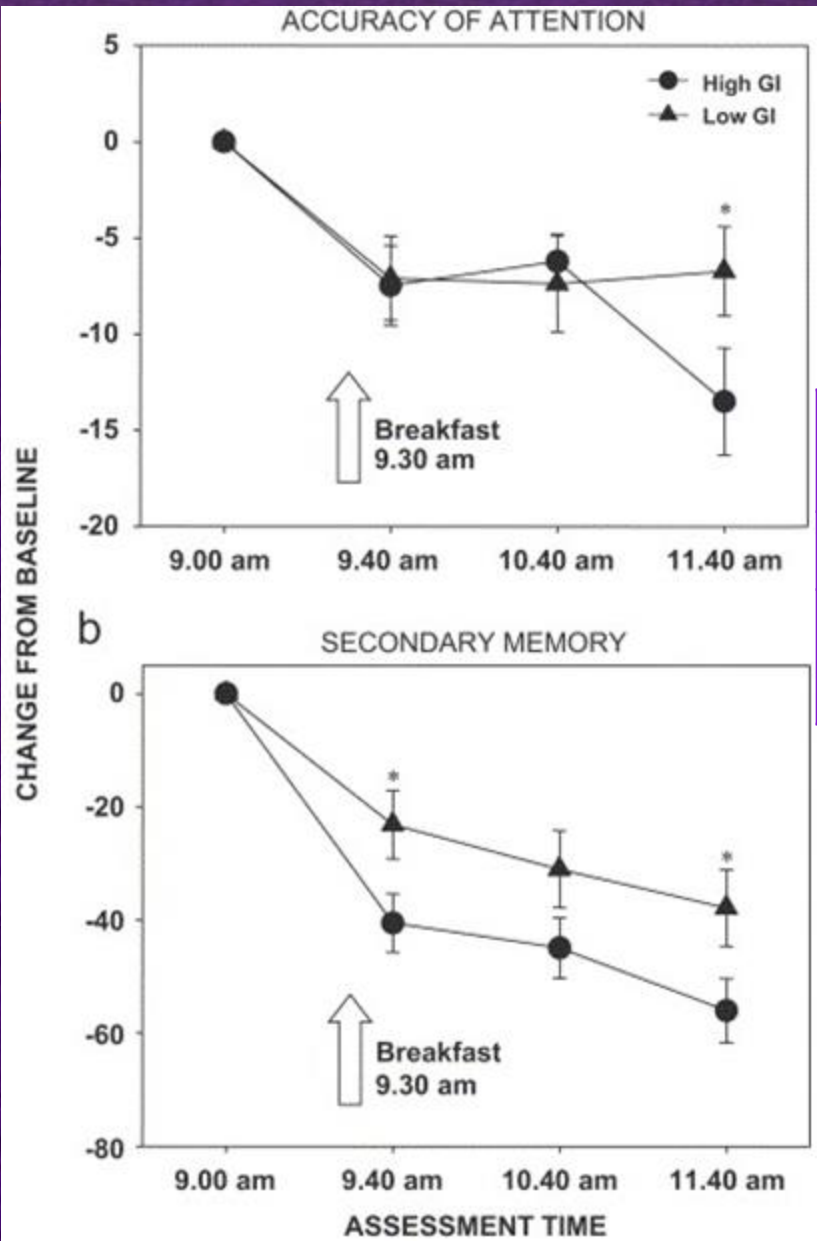 ACCURACY OF ATTENTION
5
High GI
Low GI
0
*
-5
-10
Breakfast
9.30 am
-15
-20
9.00 am 9.40 am 10.40 am 11.40 am
CHANGE FROM BASELINE
b
SECONDARY MEMORY
0
*
-20
*
-40
-60
Breakfast
9.30 am
-80
9.00 am 9.40 am 10.40 am 11.40 am
ASSESSMENT TIME